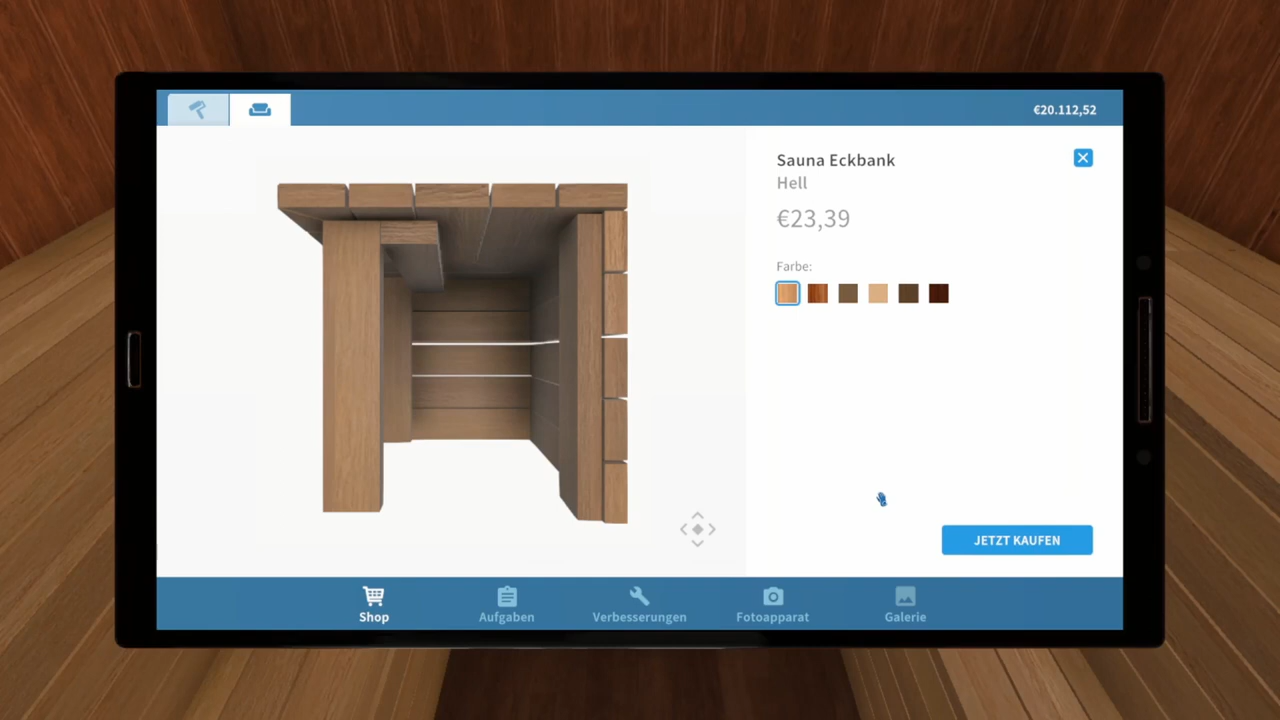 €20.112,52
Sauna Eckbank
Hell
€23,39
Farbe:
JETZT KAUFEN
Shop
Aufgaben
Verbesserungen
Fotoapparat
Galerie